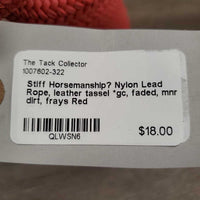 The Tack Collector
1007602-322
Stiff Horsemanship? Nylon Lead
Rope, leather tassel *gc, faded, mnr
dirt, frays Red
QLWSN6
$18.00